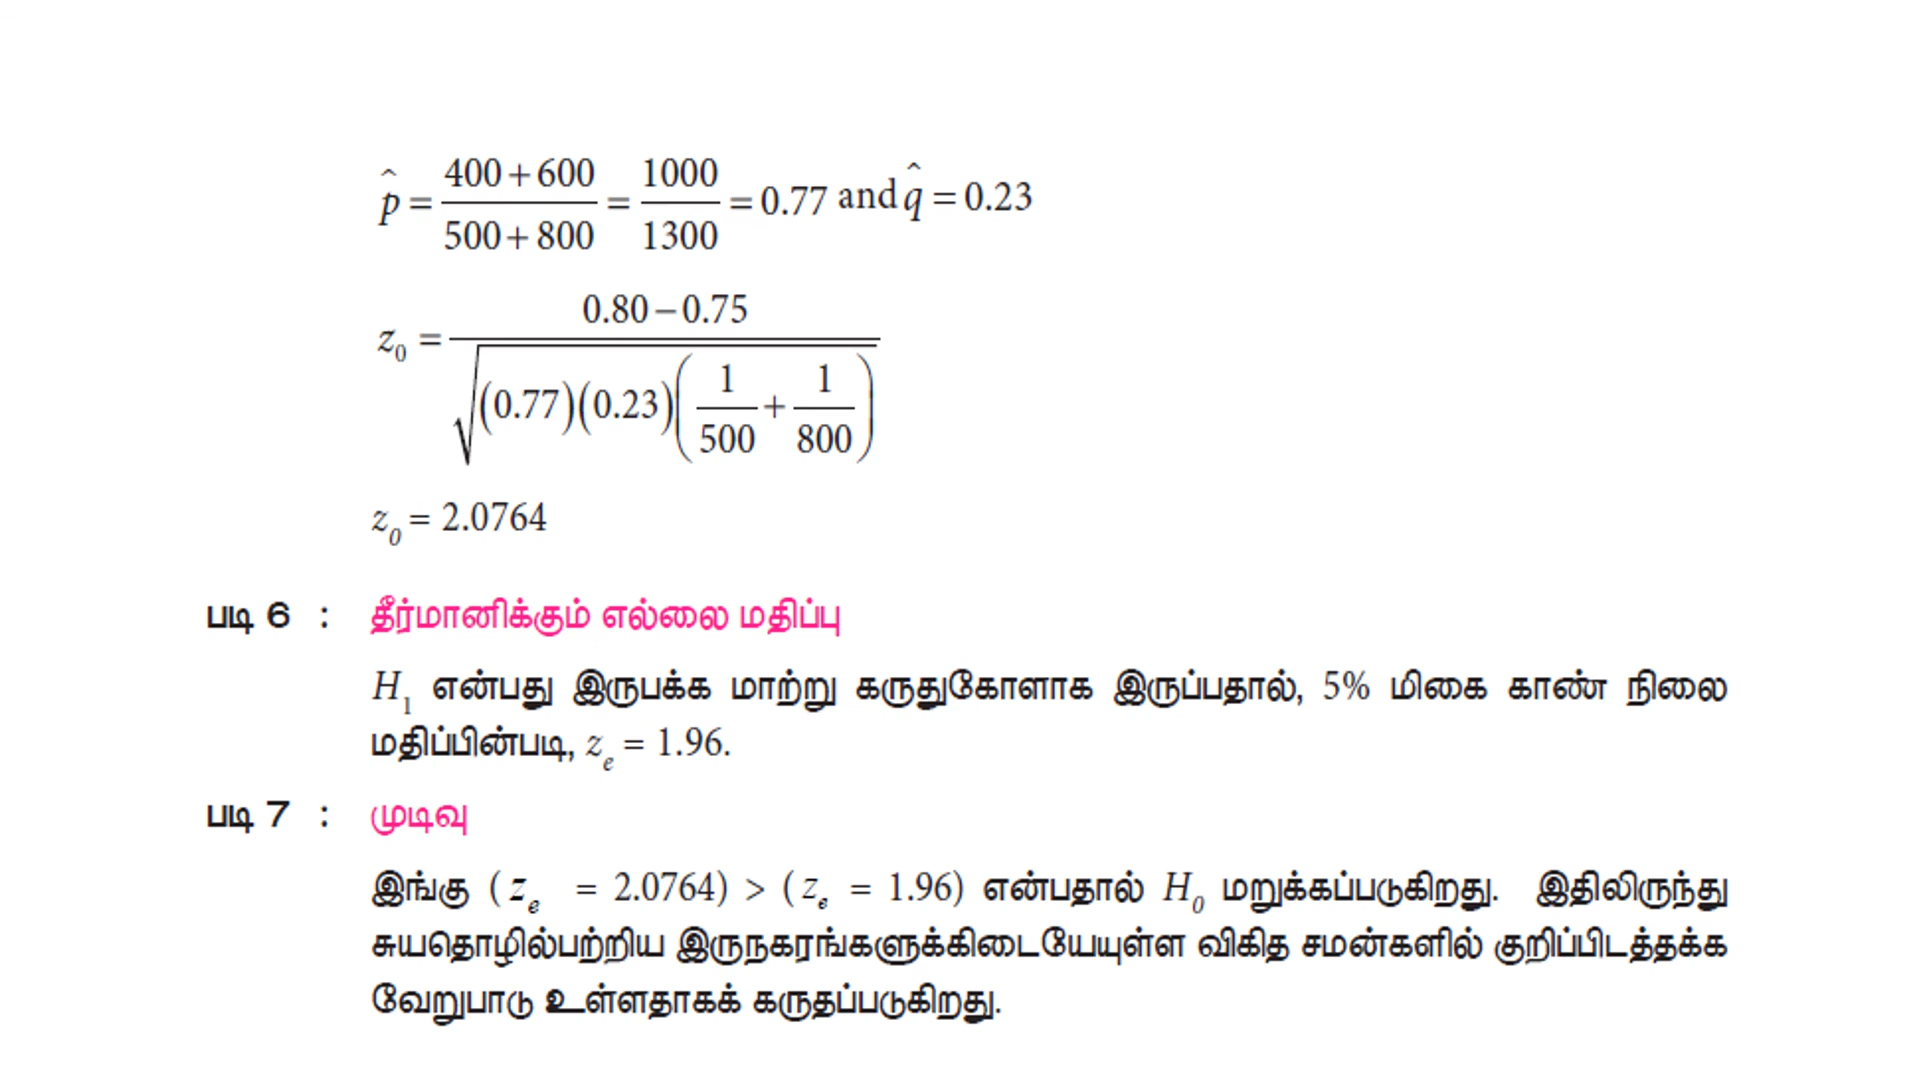 p̂ = (400+600)/(500+800) = 1000/1300 = 0.77 and q̂ = 0.23
z₀ = (0.80−0.75)/√((0.77)(0.23)(1/500 + 1/800))
z₀ = 2.0764
படி 6 : தீர்மானிக்கும் எல்லை மதிப்பு
H₁ என்பது இருபக்க மாற்று கருதுகோளாக இருப்பதால், 5% மிகை காண் நிலை
மதிப்பின்படி, zₑ = 1.96.
படி 7 : முடிவு
இங்கு (zₑ = 2.0764) > (zₑ = 1.96) என்பதால் H₀ மறுக்கப்படுகிறது. இதிலிருந்து
சுயதொழில்பற்றிய இருநகரங்களுக்கிடையேயுள்ள விகித சமன்களில் குறிப்பிடத்தக்க
வேறுபாடு உள்ளதாகக் கருதப்படுகிறது.